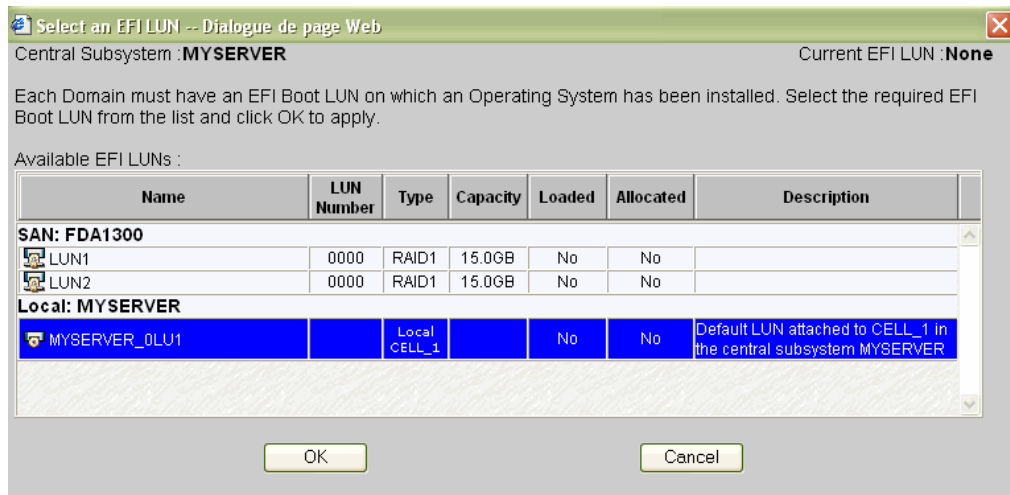 Select an EFI LUN -- Dialogue de page Web
Central Subsystem :MYSERVER Current EFI LUN :None
Each Domain must have an EFI Boot LUN on which an Operating System has been installed. Select the required EFI
Boot LUN from the list and click OK to apply.
Available EFI LUNs :
Name LUN Number Type Capacity Loaded Allocated Description
SAN: FDA1300
LUN1 0000 RAID1 15.0GB No No
LUN2 0000 RAID1 15.0GB No No
Local: MYSERVER
MYSERVER_0LU1 Local CELL_1 No No Default LUN attached to CELL_1 in the central subsystem MYSERVER
OK Cancel